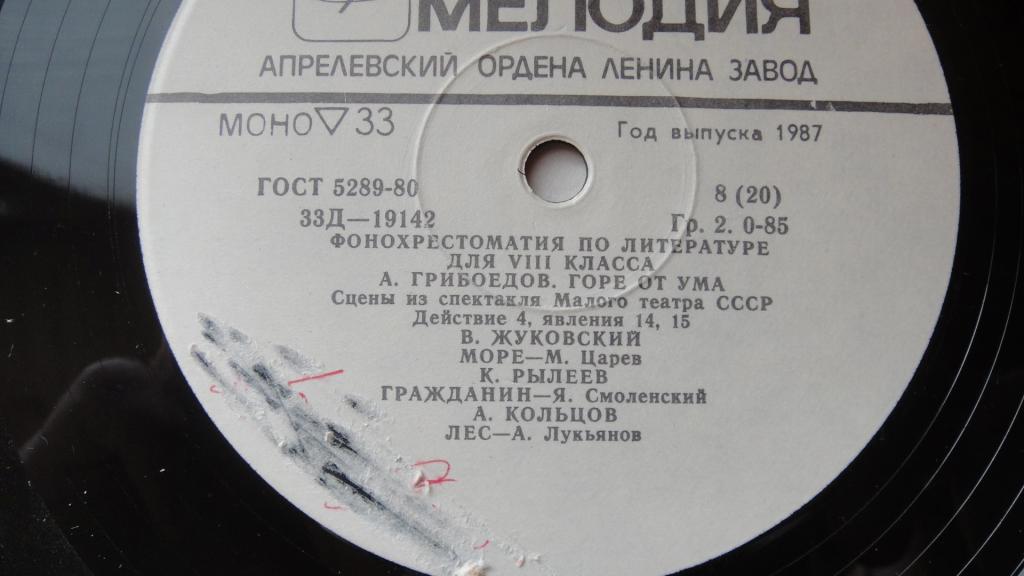 МЕЛОДИЯ
АПРЕЛЕВСКИЙ ОРДЕНА ЛЕНИНА ЗАВОД
МОНО ▽ 33 Год выпуска 1987
ГОСТ 5289-80 8 (20)
33Д—19142 Гр. 2. 0-85
ФОНОХРЕСТОМАТИЯ ПО ЛИТЕРАТУРЕ
ДЛЯ VIII КЛАССА
А. ГРИБОЕДОВ. ГОРЕ ОТ УМА
Сцены из спектакля Малого театра СССР
Действие 4, явления 14, 15
В. ЖУКОВСКИЙ
МОРЕ—М. Царев
К. РЫЛЕЕВ
ГРАЖДАНИН—Я. Смоленский
А. КОЛЬЦОВ
ЛЕС—А. Лукьянов